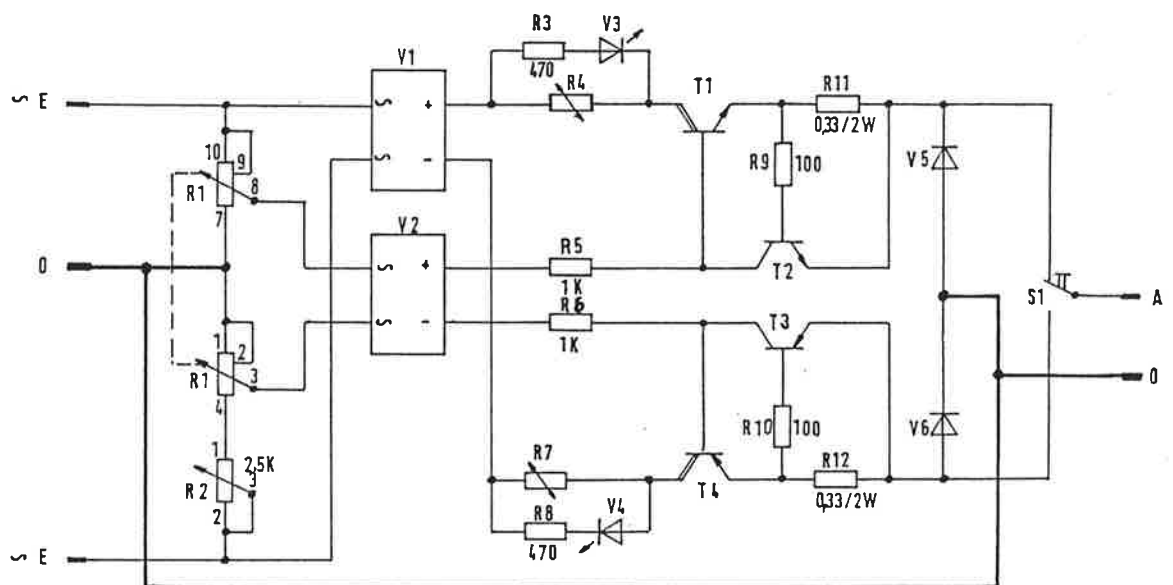 R3
V3
470
R4
V1
T1
R11
0,33/2W
∽ E
∽
+
∽
-
10
9
R1
8
7
R9
100
V5
V2
0
∽
+
∽
-
R5
1K
T2
R6
1K
T3
S1
A
0
1
2
R1
3
4
R10
100
V6
1
2,5K
3
R2
2
R7
R8
470
V4
T4
R12
0,33/2W
∽ E